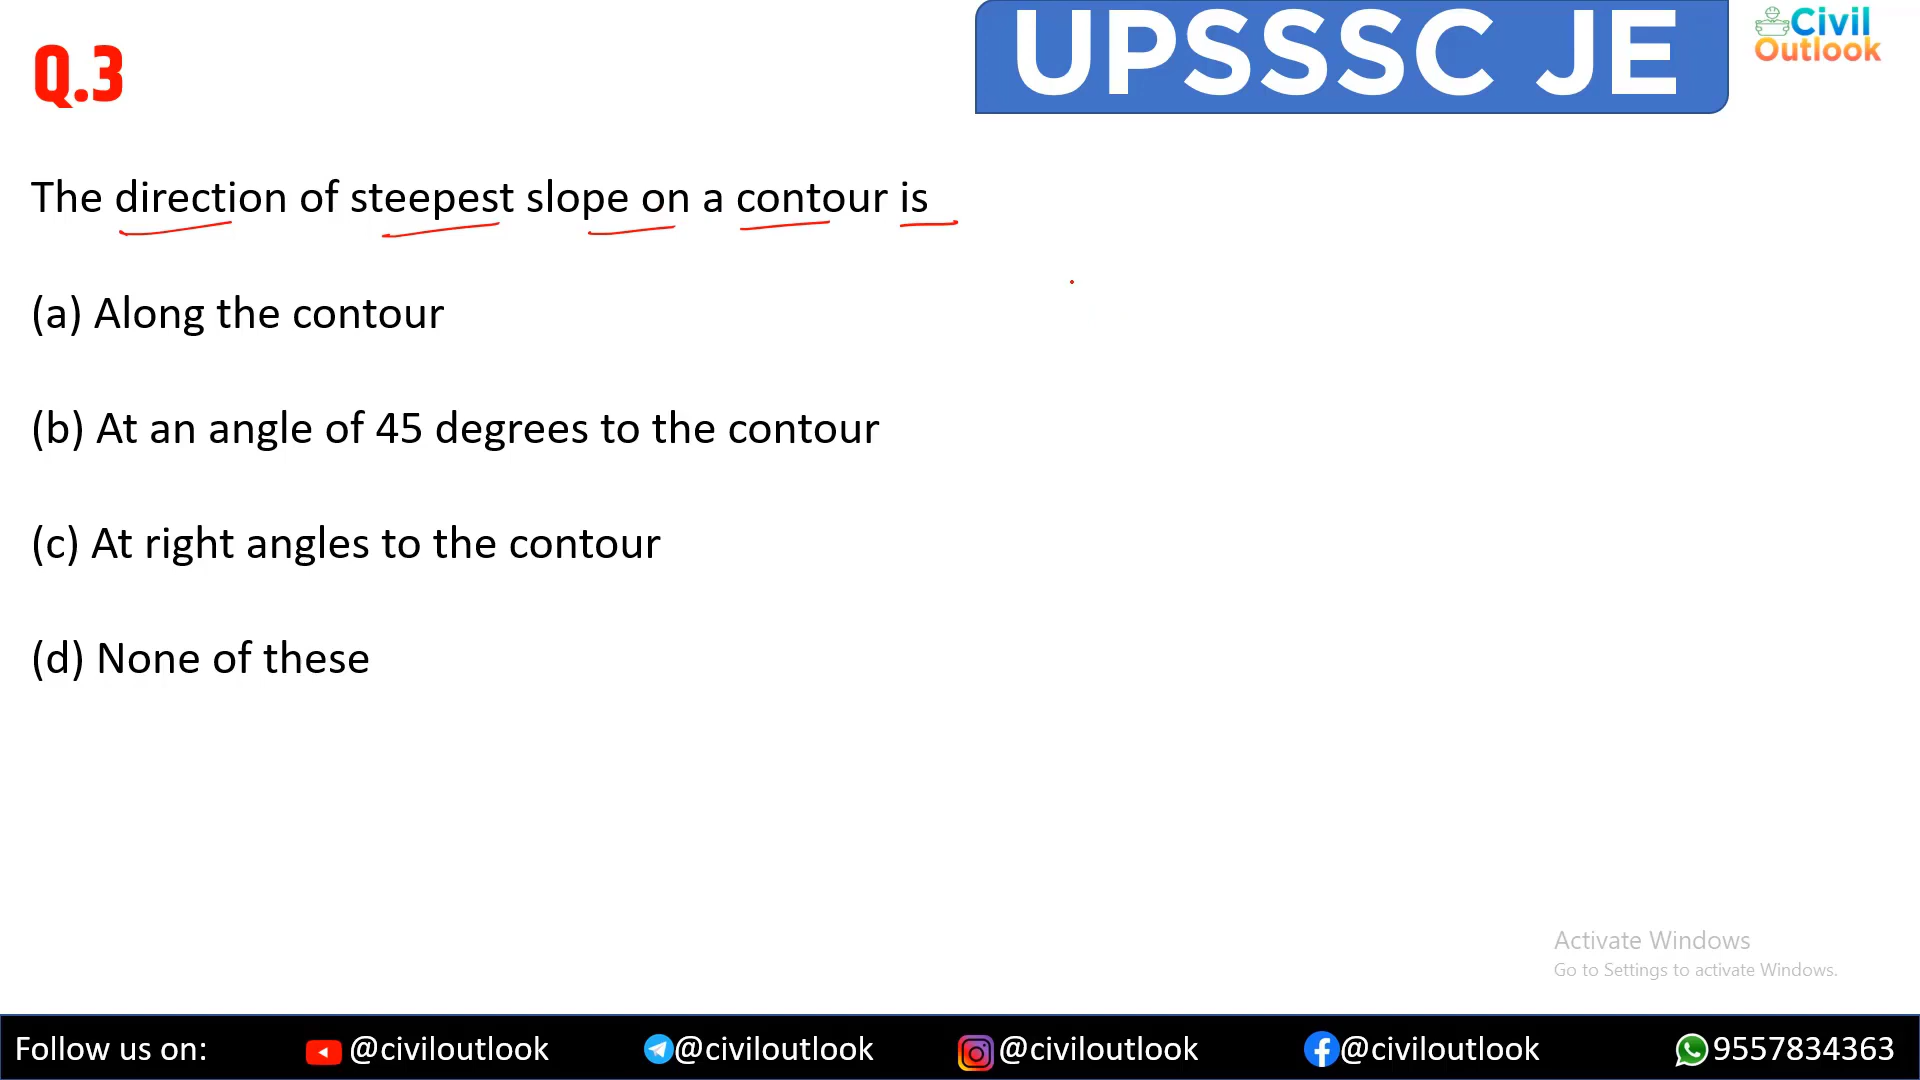 Q.3
UPSSSC JE
Civil
Outlook
The direction of steepest slope on a contour is
(a) Along the contour
(b) At an angle of 45 degrees to the contour
(c) At right angles to the contour
(d) None of these
Activate Windows
Go to Settings to activate Windows.
Follow us on: @civiloutlook @civiloutlook @civiloutlook @civiloutlook 9557834363